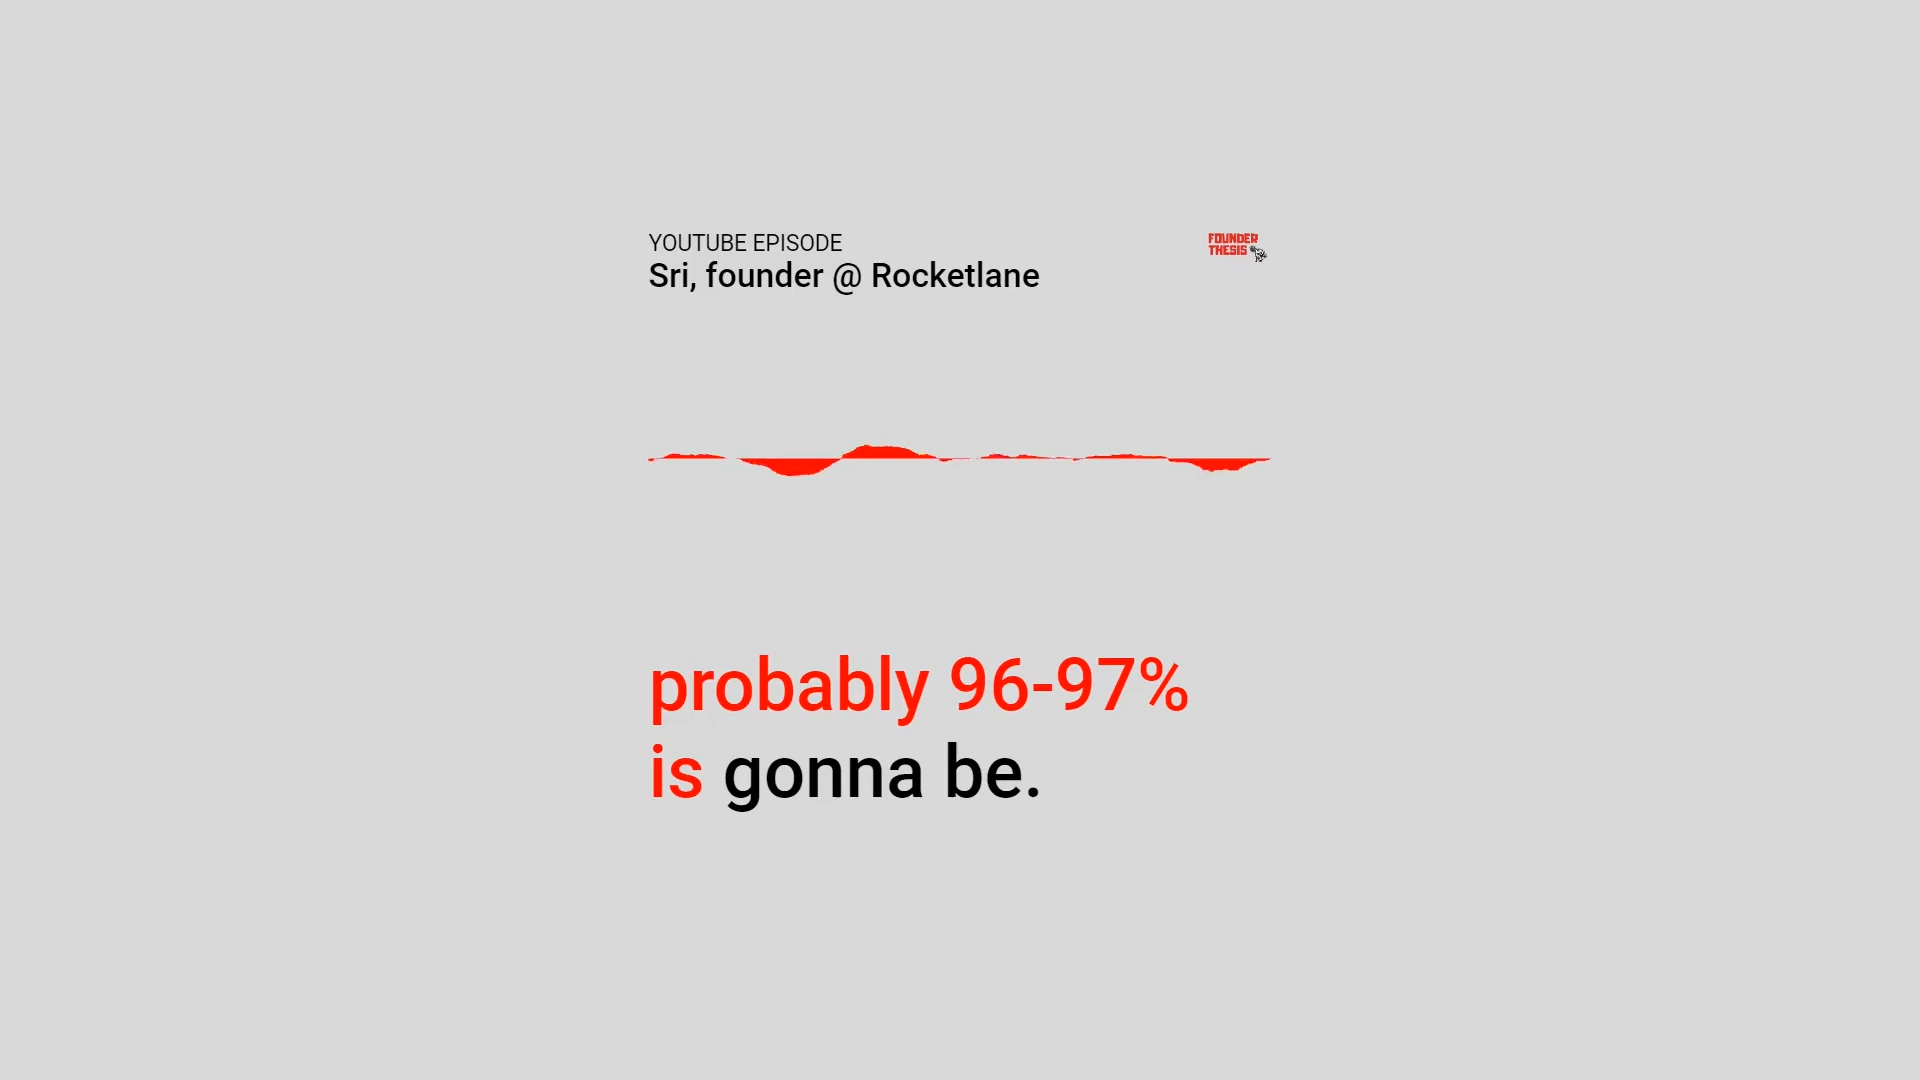 YOUTUBE EPISODE
Sri, founder @ Rocketlane
FOUNDER
THESIS
probably 96-97%
is gonna be.